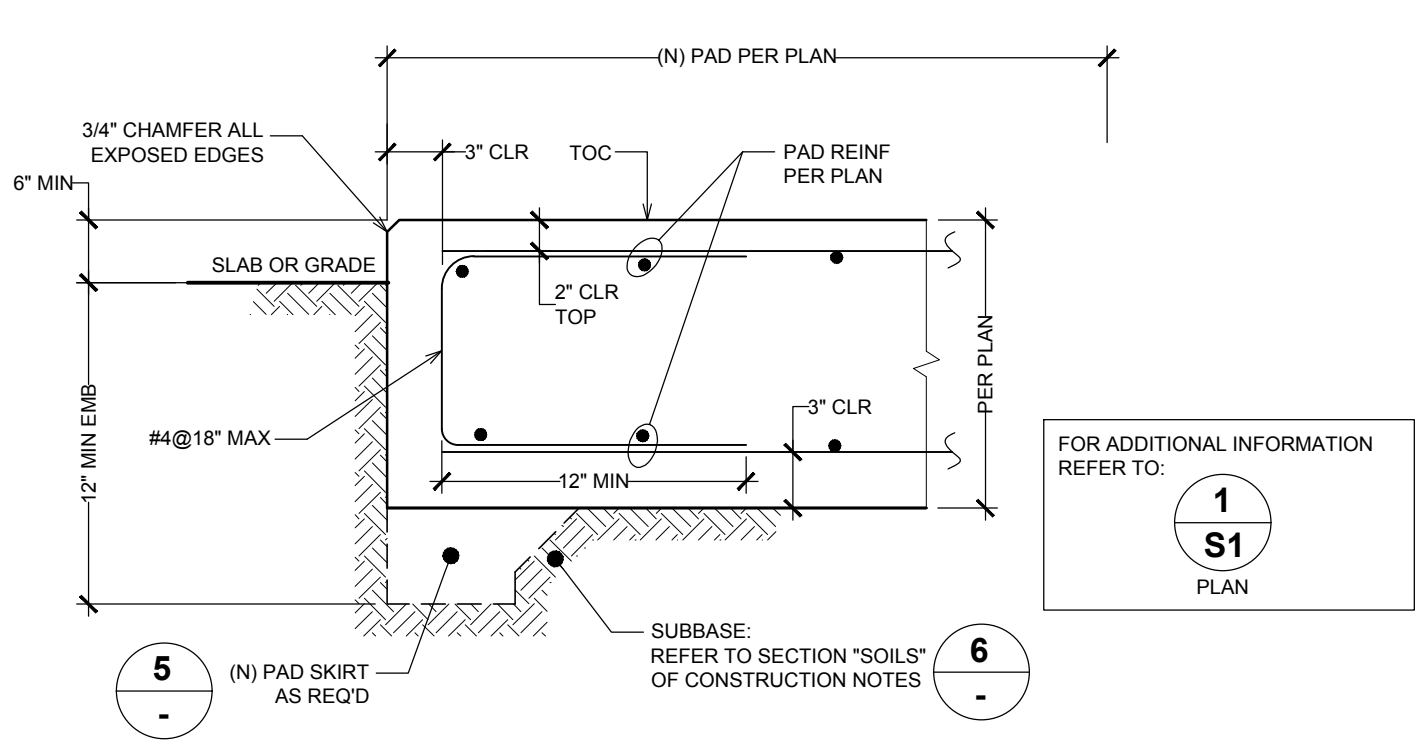 (N) PAD PER PLAN
3/4" CHAMFER ALL
EXPOSED EDGES
3" CLR
TOC
PAD REINF
PER PLAN
6" MIN
SLAB OR GRADE
2" CLR
TOP
12" MIN EMB
#4@18" MAX
PER PLAN
3" CLR
12" MIN
FOR ADDITIONAL INFORMATION
REFER TO:
1
S1
PLAN
5
-
(N) PAD SKIRT
AS REQ'D
SUBBASE:
REFER TO SECTION "SOILS"
OF CONSTRUCTION NOTES
6
-